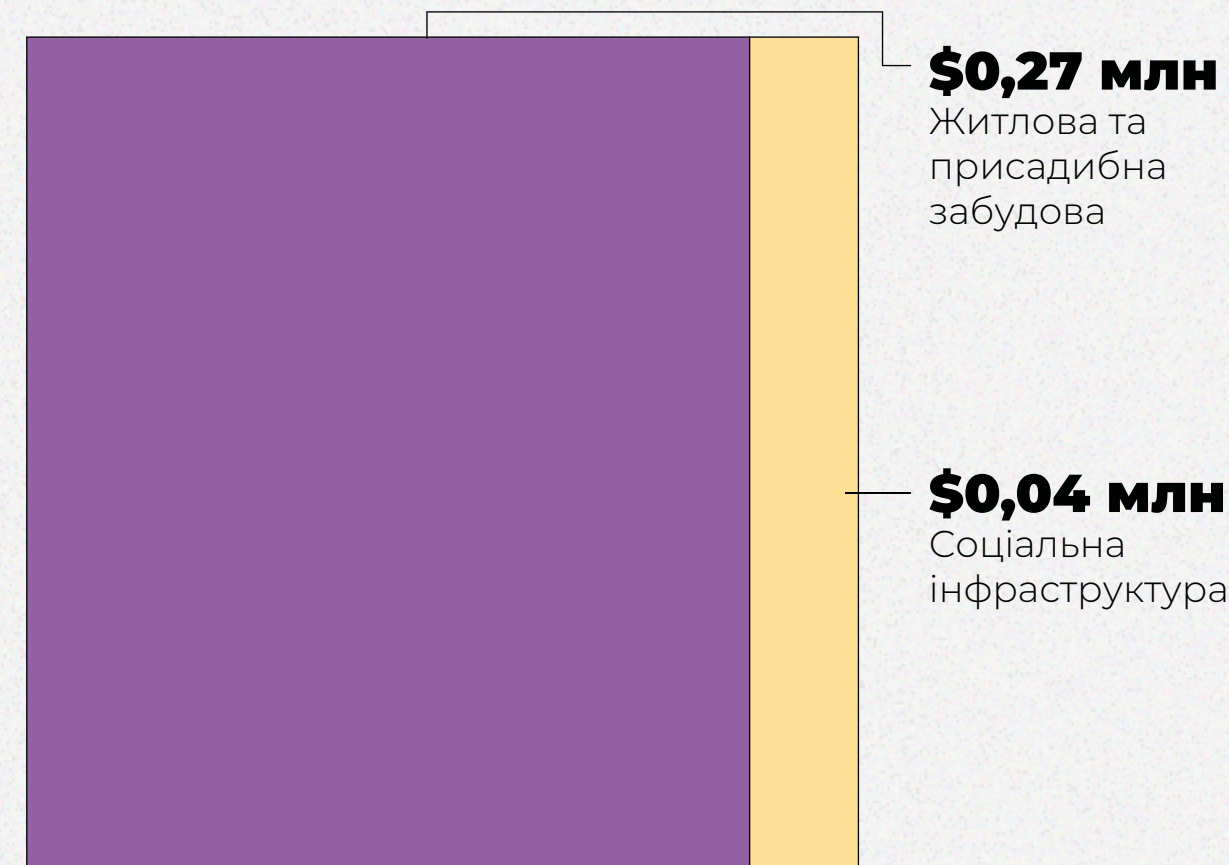 $0,27 млн
Житлова та
присадибна
забудова
$0,04 млн
Соціальна
інфраструктура